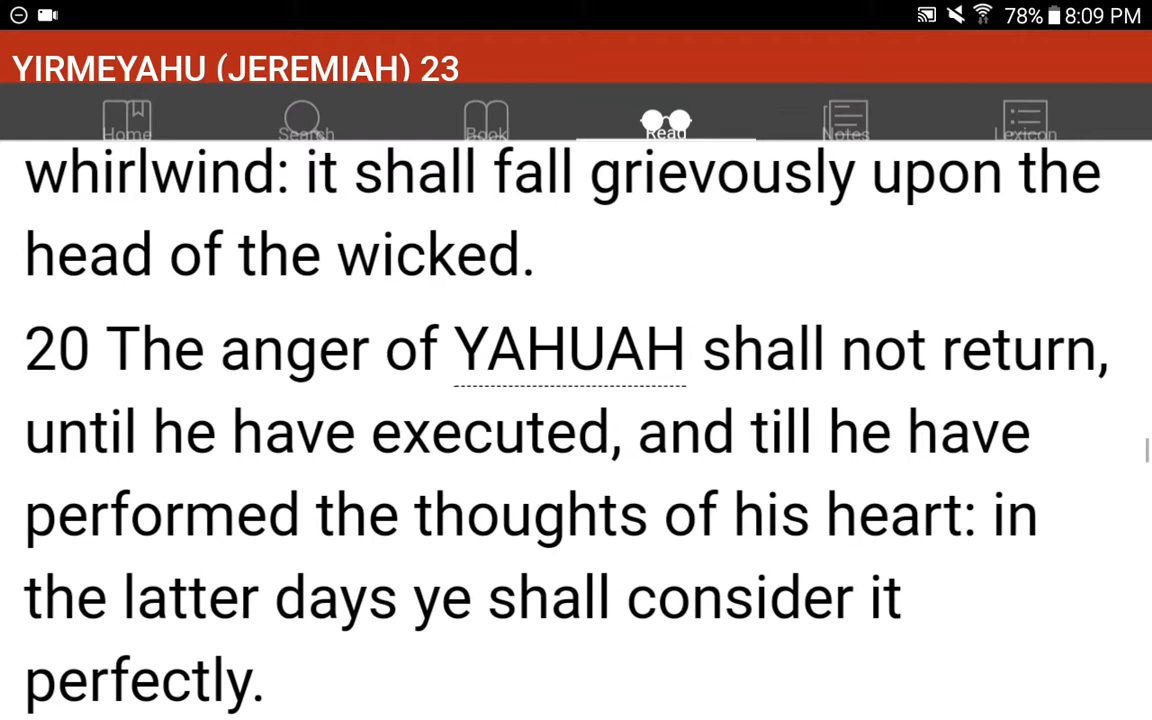 78% 8:09 PM
YIRMEYAHU (JEREMIAH) 23
Home Search Book Read Notes Lexicon
whirlwind: it shall fall grievously upon the
head of the wicked.
20 The anger of YAHUAH shall not return,
until he have executed, and till he have
performed the thoughts of his heart: in
the latter days ye shall consider it
perfectly.